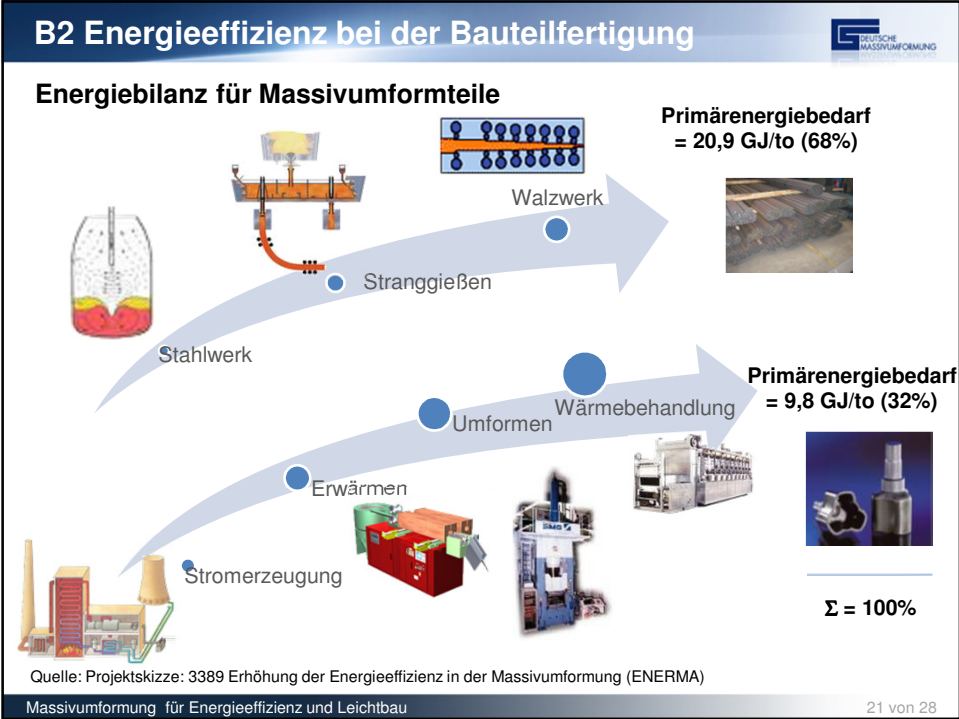 B2 Energieeffizienz bei der Bauteilfertigung
DEUTSCHE
MASSIVUMFORMUNG
Energiebilanz für Massivumformteile
Primärenergiebedarf
= 20,9 GJ/to (68%)
Walzwerk
Stranggießen
Stahlwerk
Primärenergiebedarf
= 9,8 GJ/to (32%)
Wärmebehandlung
Umformen
Erwärmen
SMG
Stromerzeugung
Σ = 100%
Quelle: Projektskizze: 3389 Erhöhung der Energieeffizienz in der Massivumformung (ENERMA)
Massivumformung für Energieeffizienz und Leichtbau
21 von 28